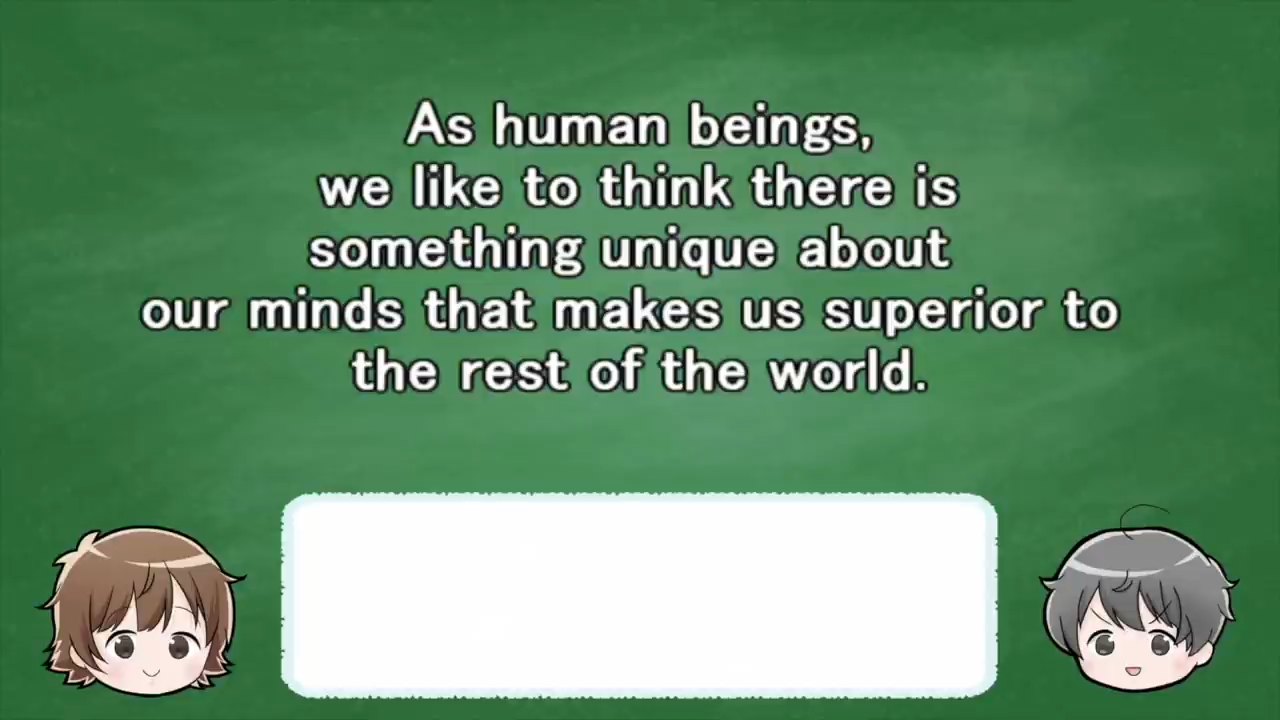 As human beings,
we like to think there is
something unique about
our minds that makes us superior to
the rest of the world.